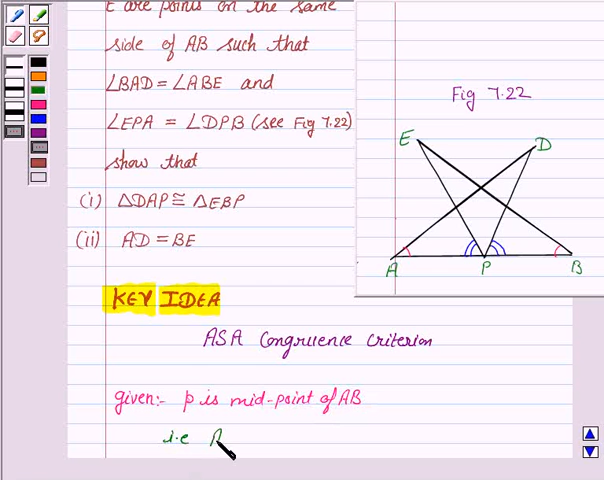 E are points on the same
side of AB such that
∠BAD = ∠ABE and
∠EPA = ∠DPB (see Fig 7.22)
show that
(i) ΔDAP ≅ ΔEBP
(ii) AD = BE
KEY IDEA
ASA Congruence Criterion
given:- p is mid-point of AB
i.e
Fig 7.22
E
D
A
P
B